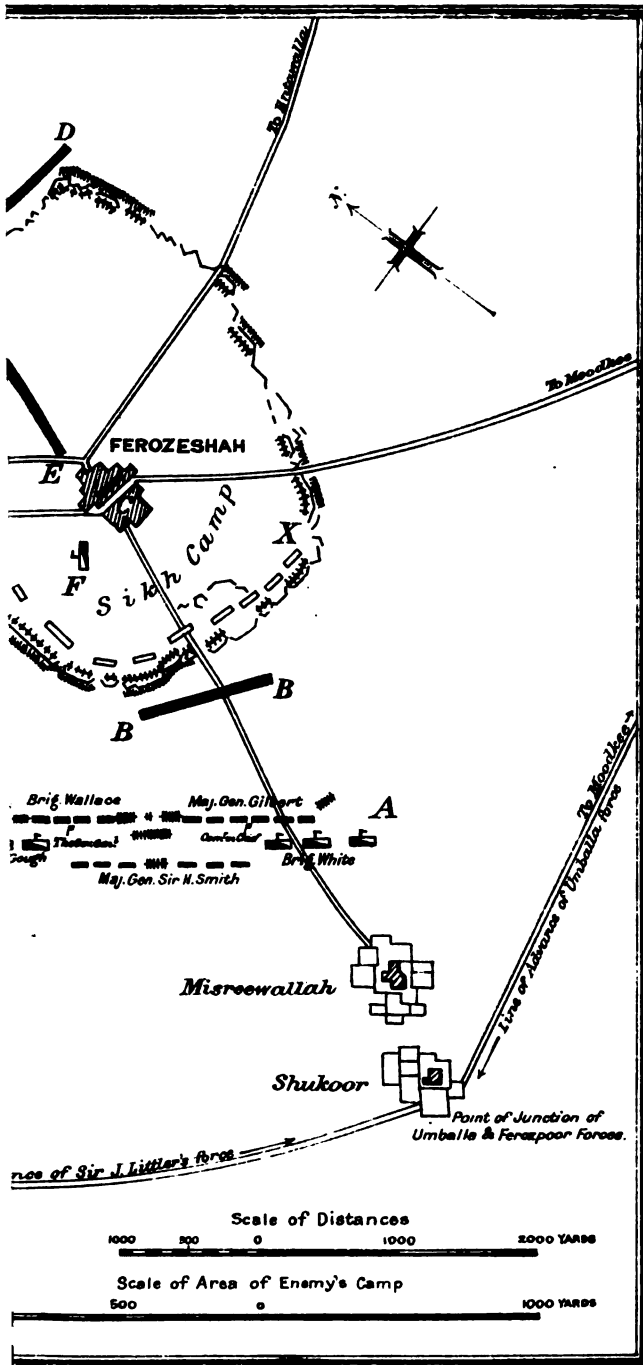 To Hntawalla
D
N.
To Moodkee
FEROZESHAH
E
X
F
Sikh Camp
B
B
To Moodkee
Line of Advance of Umballa force
Brig. Wallace
Maj. Gen. Gilbert
A
Gough
Brig. White
Maj. Gen. Sir H. Smith
Misreewallah
Shukoor
Point of Junction of
Umballa & Ferozpoor Forces.
nce of Sir J. Littler's force
Scale of Distances
1000 500 0 1000 2000 YARDS
Scale of Area of Enemy's Camp
500 0 1000 YARDS